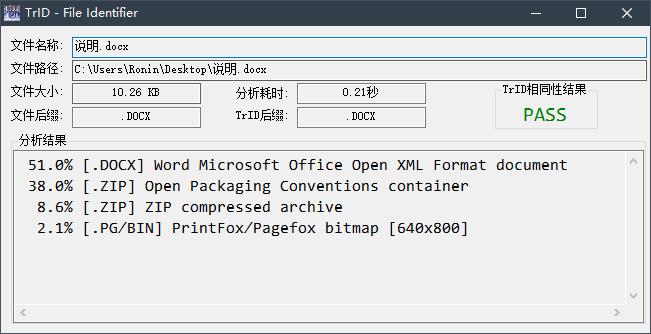 TrID - File Identifier
文件名称: 说明.docx
文件路径: C:\Users\Ronin\Desktop\说明.docx
文件大小: 10.26 KB 分析耗时: 0.21秒 TrID相同性结果
文件后缀: .DOCX TrID后缀: .DOCX PASS
分析结果
51.0% [.DOCX] Word Microsoft Office Open XML Format document
38.0% [.ZIP] Open Packaging Conventions container
8.6% [.ZIP] ZIP compressed archive
2.1% [.PG/BIN] PrintFox/Pagefox bitmap [640x800]